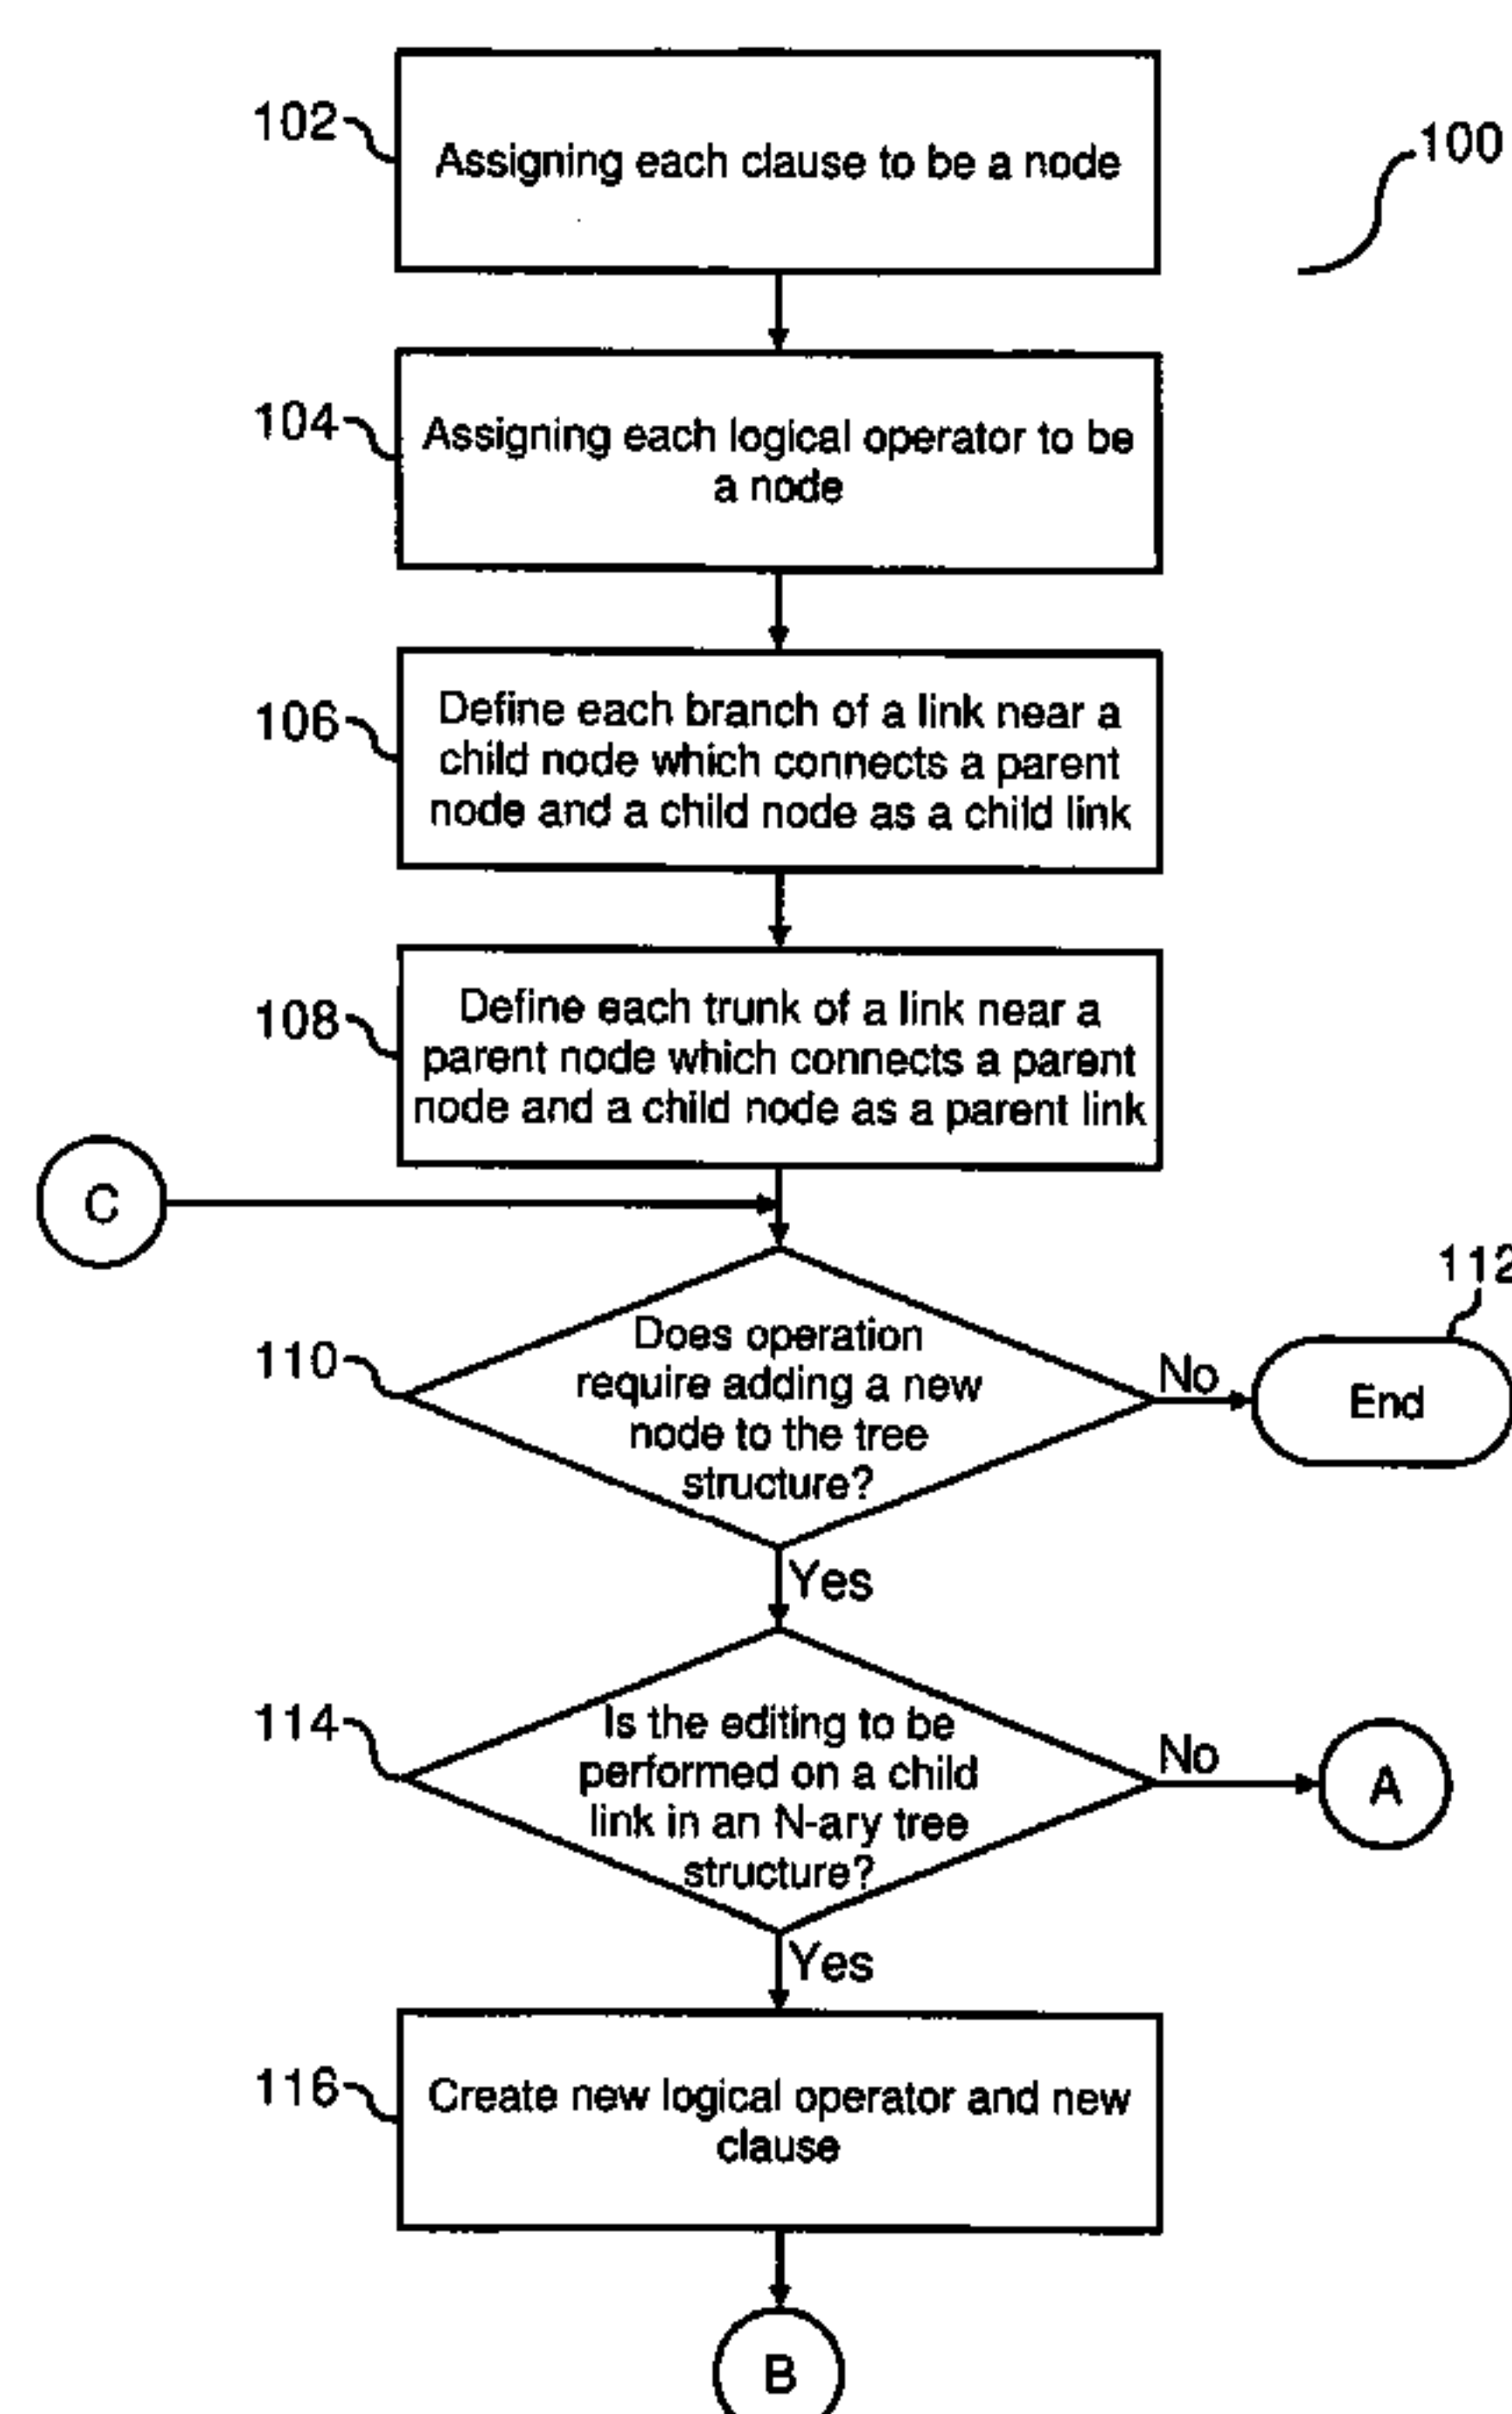 102
Assigning each clause to be a node
100
104
Assigning each logical operator to be
a node
106
Define each branch of a link near a
child node which connects a parent
node and a child node as a child link
108
Define each trunk of a link near a
parent node which connects a parent
node and a child node as a parent link
C
110
Does operation
require adding a new
node to the tree
structure?
No
112
End
Yes
114
Is the editing to be
performed on a child
link in an N-ary tree
structure?
No
A
Yes
116
Create new logical operator and new
clause
B